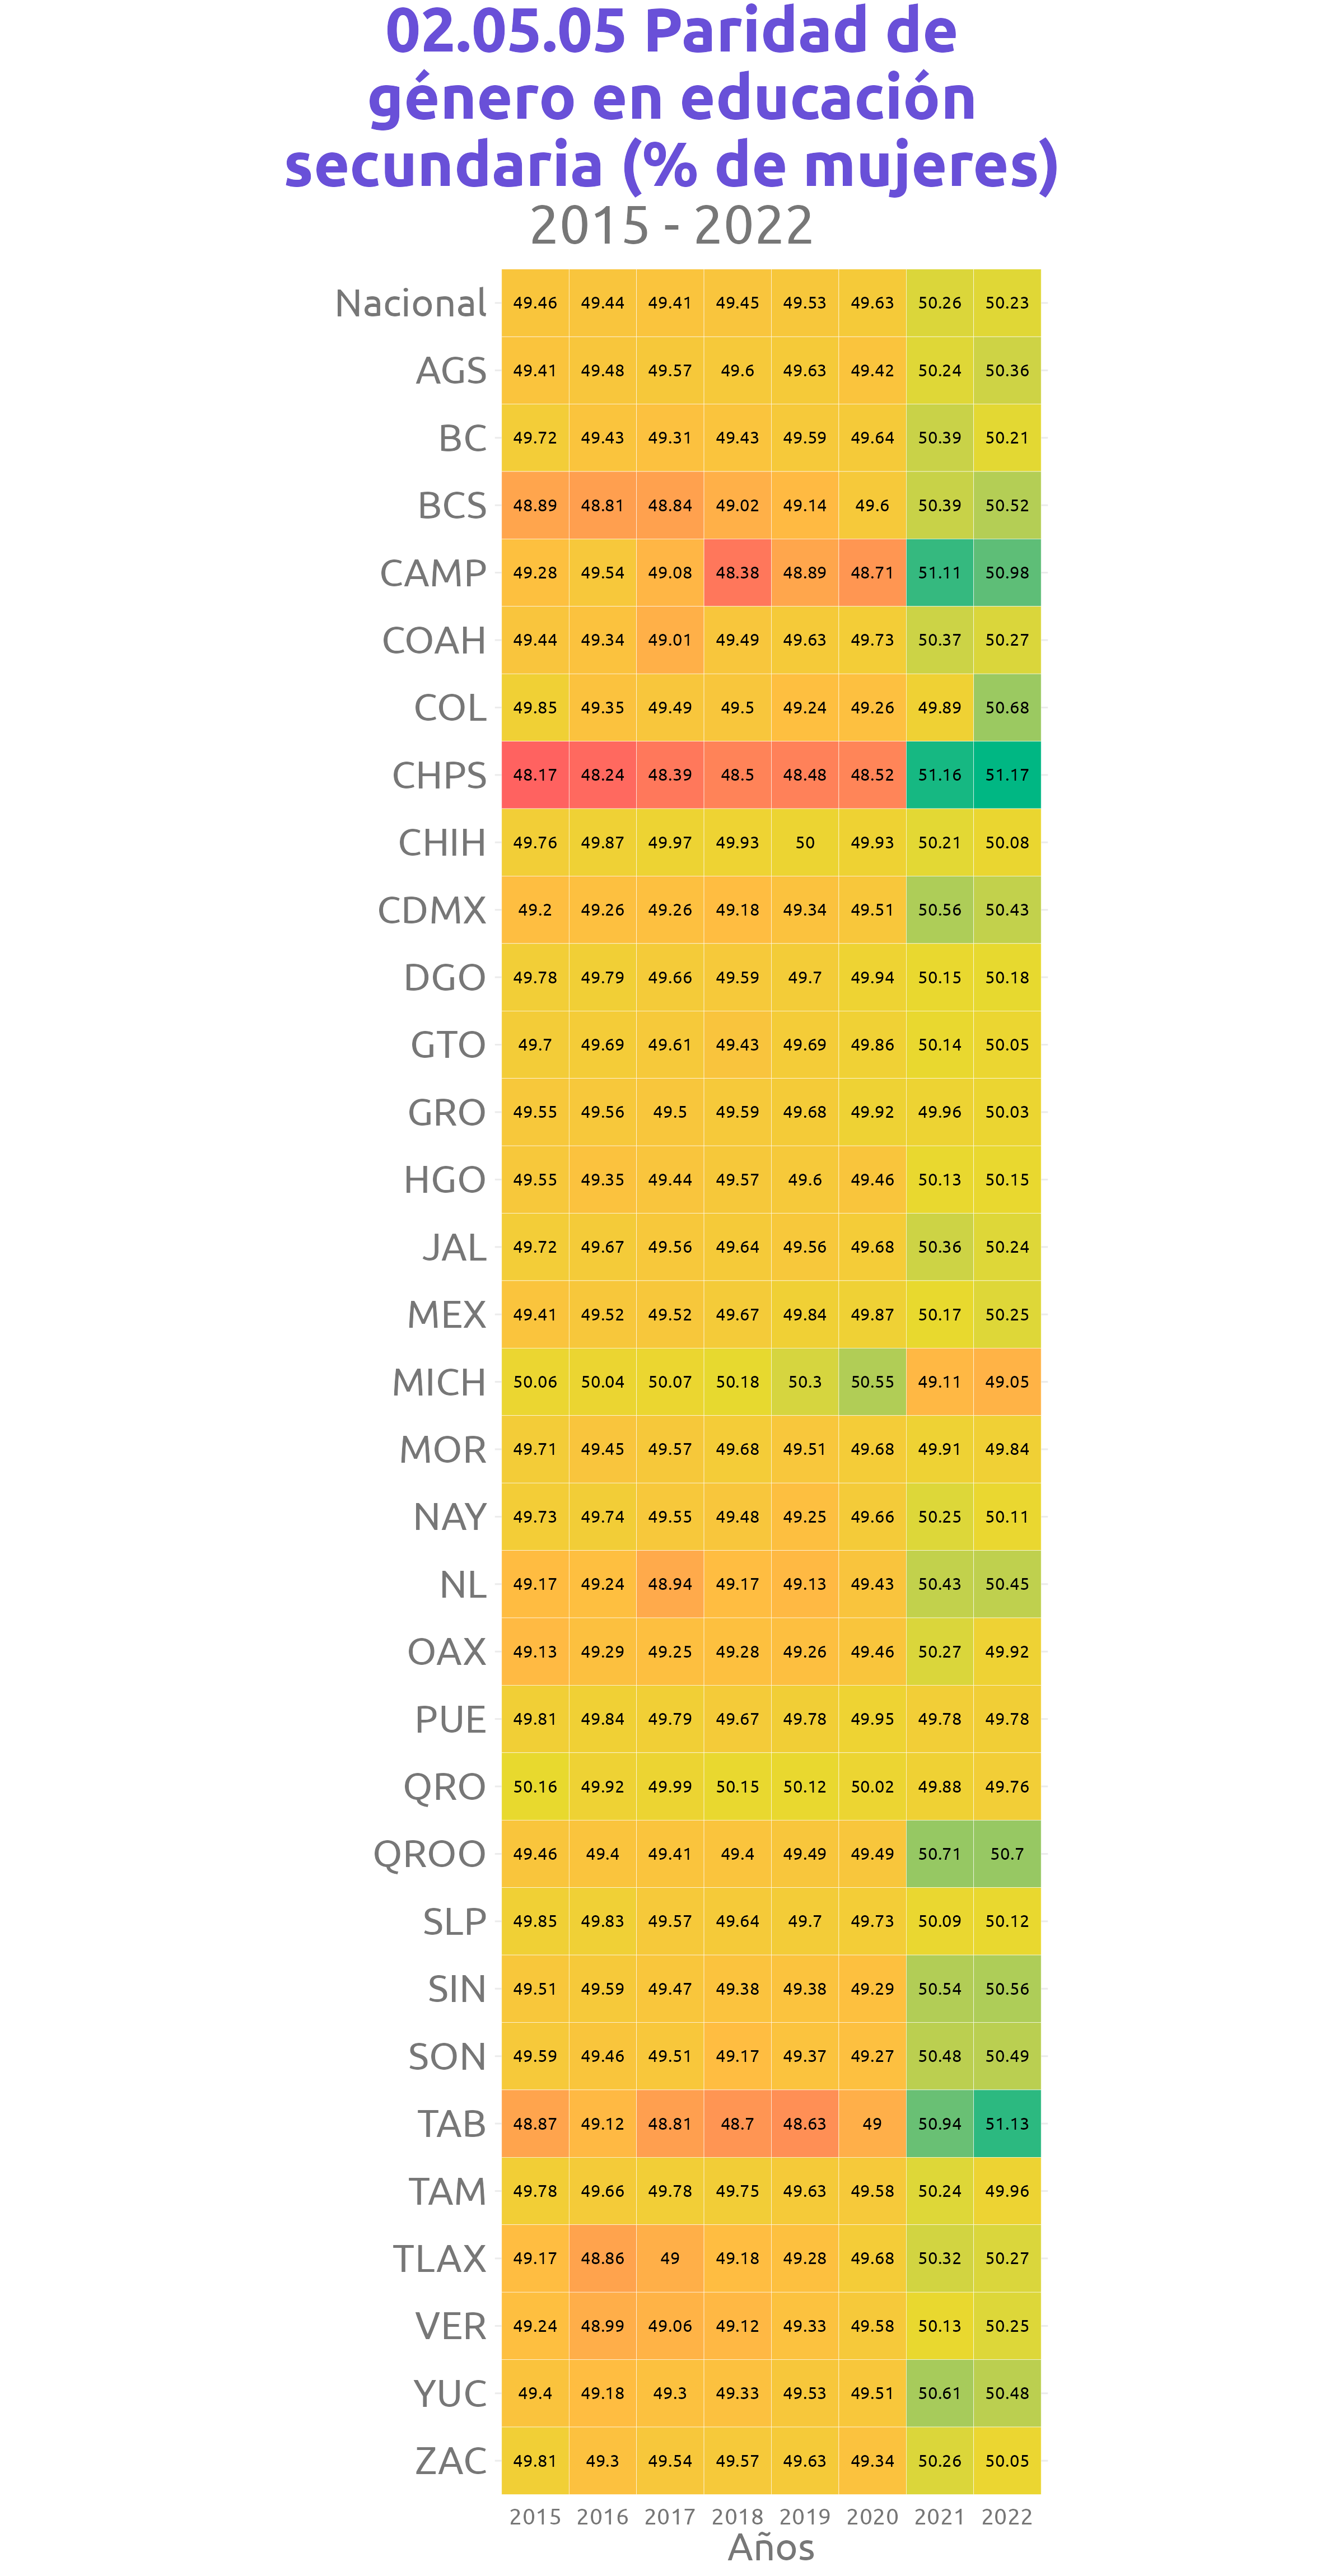 02.05.05 Paridad de
género en educación
secundaria (% de mujeres)
2015 - 2022
Nacional 49.46 49.44 49.41 49.45 49.53 49.63 50.26 50.23
AGS 49.41 49.48 49.57 49.6 49.63 49.42 50.24 50.36
BC 49.72 49.43 49.31 49.43 49.59 49.64 50.39 50.21
BCS 48.89 48.81 48.84 49.02 49.14 49.6 50.39 50.52
CAMP 49.28 49.54 49.08 48.38 48.89 48.71 51.11 50.98
COAH 49.44 49.34 49.01 49.49 49.63 49.73 50.37 50.27
COL 49.85 49.35 49.49 49.5 49.24 49.26 49.89 50.68
CHPS 48.17 48.24 48.39 48.5 48.48 48.52 51.16 51.17
CHIH 49.76 49.87 49.97 49.93 50 49.93 50.21 50.08
CDMX 49.2 49.26 49.26 49.18 49.34 49.51 50.56 50.43
DGO 49.78 49.79 49.66 49.59 49.7 49.94 50.15 50.18
GTO 49.7 49.69 49.61 49.43 49.69 49.86 50.14 50.05
GRO 49.55 49.56 49.5 49.59 49.68 49.92 49.96 50.03
HGO 49.55 49.35 49.44 49.57 49.6 49.46 50.13 50.15
JAL 49.72 49.67 49.56 49.64 49.56 49.68 50.36 50.24
MEX 49.41 49.52 49.52 49.67 49.84 49.87 50.17 50.25
MICH 50.06 50.04 50.07 50.18 50.3 50.55 49.11 49.05
MOR 49.71 49.45 49.57 49.68 49.51 49.68 49.91 49.84
NAY 49.73 49.74 49.55 49.48 49.25 49.66 50.25 50.11
NL 49.17 49.24 48.94 49.17 49.13 49.43 50.43 50.45
OAX 49.13 49.29 49.25 49.28 49.26 49.46 50.27 49.92
PUE 49.81 49.84 49.79 49.67 49.78 49.95 49.78 49.78
QRO 50.16 49.92 49.99 50.15 50.12 50.02 49.88 49.76
QROO 49.46 49.4 49.41 49.4 49.49 49.49 50.71 50.7
SLP 49.85 49.83 49.57 49.64 49.7 49.73 50.09 50.12
SIN 49.51 49.59 49.47 49.38 49.38 49.29 50.54 50.56
SON 49.59 49.46 49.51 49.17 49.37 49.27 50.48 50.49
TAB 48.87 49.12 48.81 48.7 48.63 49 50.94 51.13
TAM 49.78 49.66 49.78 49.75 49.63 49.58 50.24 49.96
TLAX 49.17 48.86 49 49.18 49.28 49.68 50.32 50.27
VER 49.24 48.99 49.06 49.12 49.33 49.58 50.13 50.25
YUC 49.4 49.18 49.3 49.33 49.53 49.51 50.61 50.48
ZAC 49.81 49.3 49.54 49.57 49.63 49.34 50.26 50.05
2015 2016 2017 2018 2019 2020 2021 2022
Años